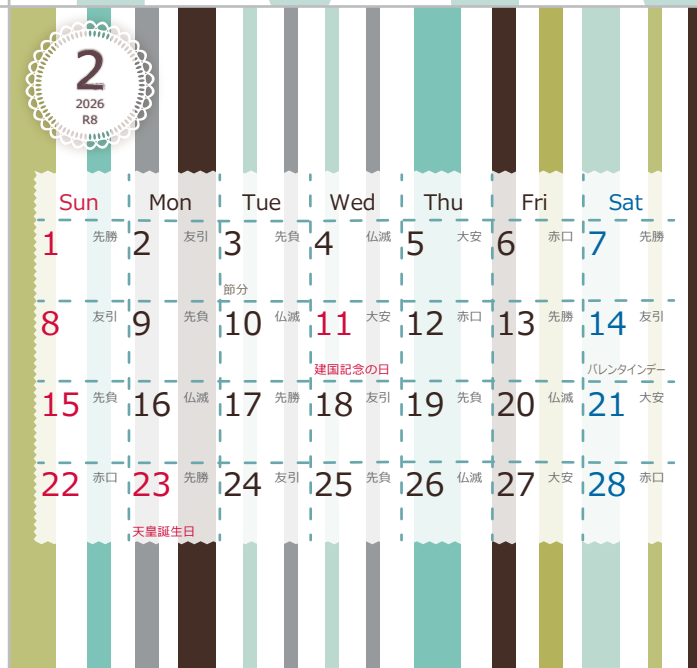 2
2026
R8
Sun Mon Tue Wed Thu Fri Sat
1 先勝 2 友引 3 先負 4 仏滅 5 大安 6 赤口 7 先勝
節分
8 友引 9 先負 10 仏滅 11 大安 12 赤口 13 先勝 14 友引
建国記念の日 バレンタインデー
15 先負 16 仏滅 17 先勝 18 友引 19 先負 20 仏滅 21 大安
22 赤口 23 先勝 24 友引 25 先負 26 仏滅 27 大安 28 赤口
天皇誕生日